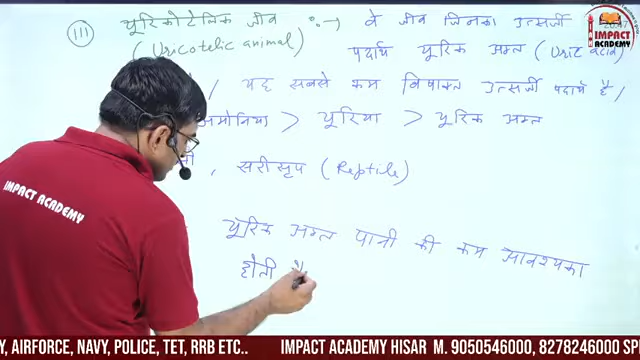 (III) यूरिकोटेलिक जीव :-→ वे जीव जिनका उत्सर्जी
(Uricotelic animal) पदार्थ यूरिक अम्ल (Uric acid)
, यह सबसे कम विषाक्त उत्सर्जी पदार्थ है,
अमोनिया > यूरिया > यूरिक अम्ल
, सरीसृप (Reptile)
यूरिक अम्ल पानी की कम आवश्यका
होती है
IMPACT
ACADEMY
IMPACT ACADEMY
Y, AIRFORCE, NAVY, POLICE, TET, RRB ETC.. IMPACT ACADEMY HISAR M. 9050546000, 8278246000 SP